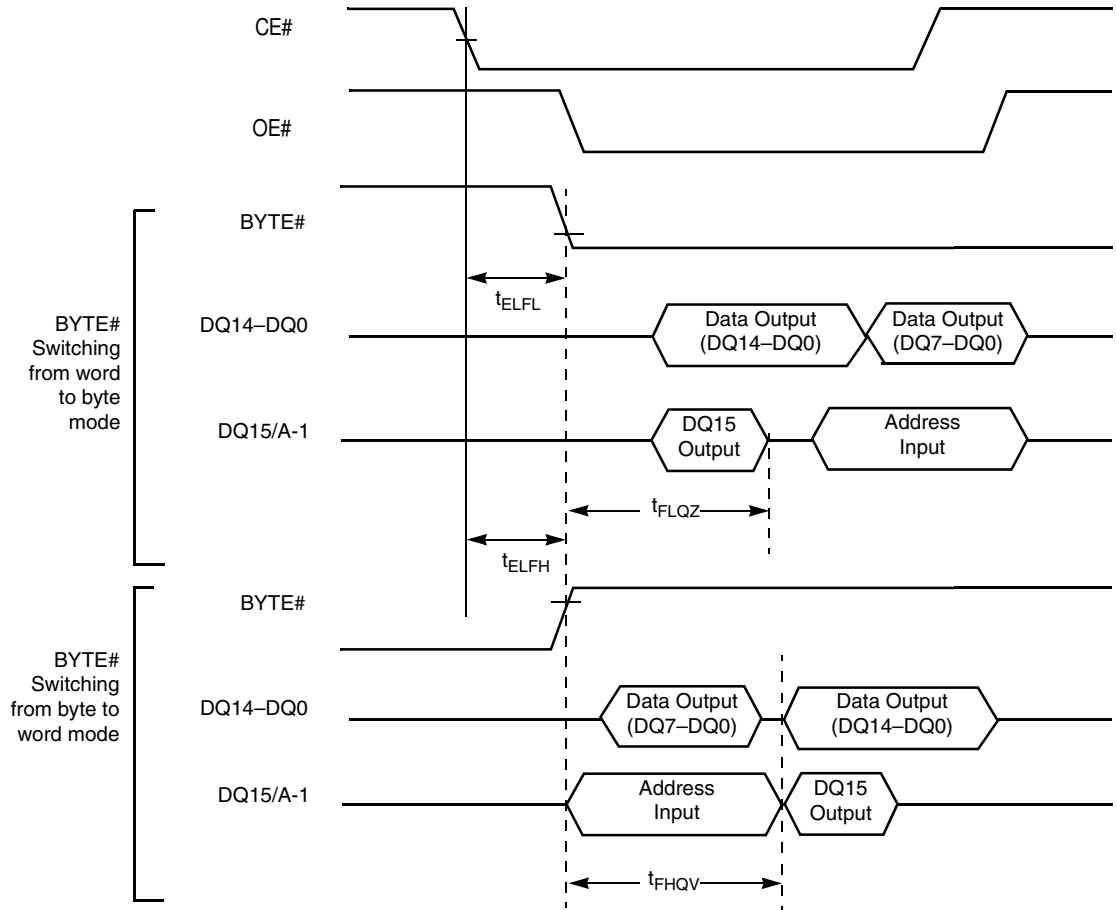 CE#
OE#
BYTE#
tELFL
BYTE#
Switching
from word
to byte
mode
DQ14–DQ0
Data Output
(DQ14–DQ0)
Data Output
(DQ7–DQ0)
DQ15/A-1
DQ15
Output
Address
Input
tFLQZ
tELFH
BYTE#
BYTE#
Switching
from byte to
word mode
DQ14–DQ0
Data Output
(DQ7–DQ0)
Data Output
(DQ14–DQ0)
DQ15/A-1
Address
Input
DQ15
Output
tFHQV